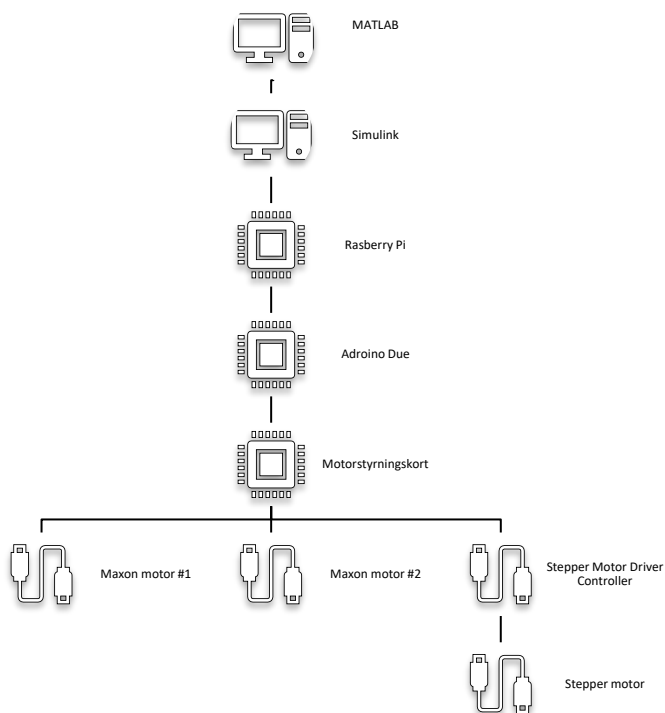 MATLAB
Simulink
Rasberry Pi
Adroino Due
Motorstyrningskort
Maxon motor #1
Maxon motor #2
Stepper Motor Driver
Controller
Stepper motor